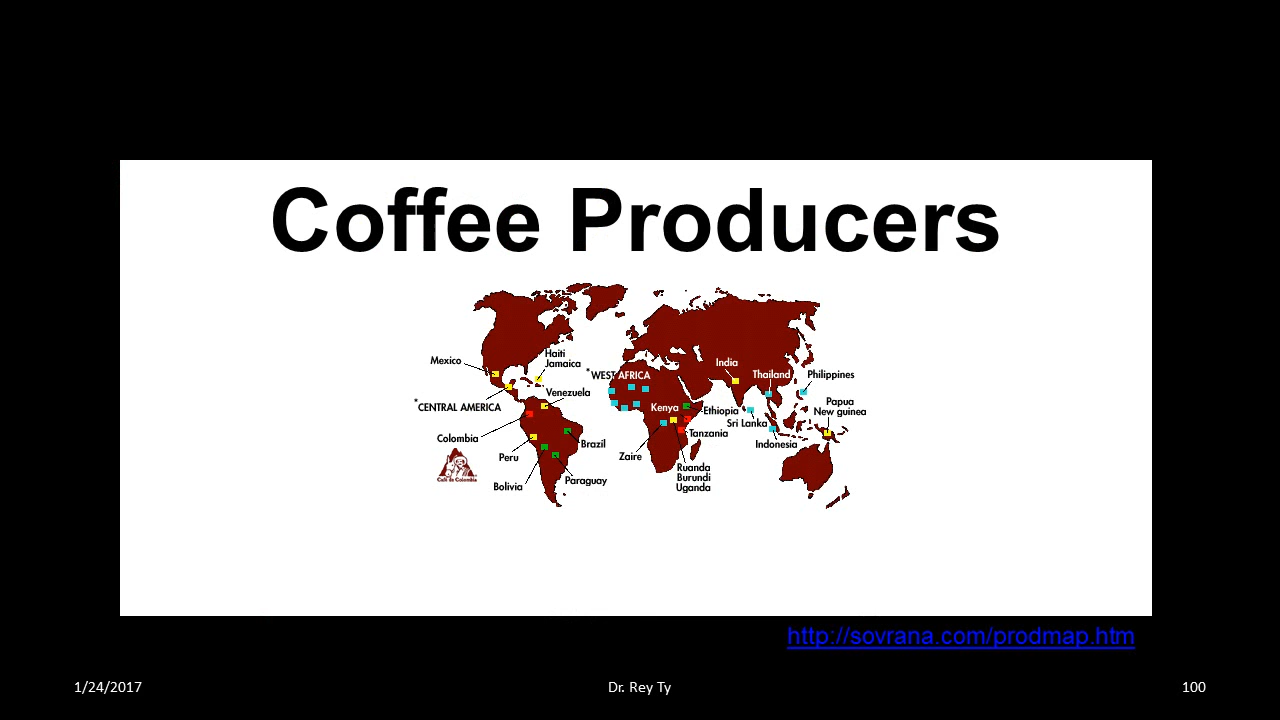 Coffee Producers
Mexico
Haiti
Jamaica
*WEST AFRICA
India
Thailand
Philippines
Venezuela
*CENTRAL AMERICA
Kenya
Ethiopia
Papua
New guinea
Sri Lanka
Colombia
Brazil
Tanzania
Indonesia
Peru
Zaire
Café de Colombia
Bolivia
Paraguay
Ruanda
Burundi
Uganda
http://sovrana.com/prodmap.htm
1/24/2017
Dr. Rey Ty
100